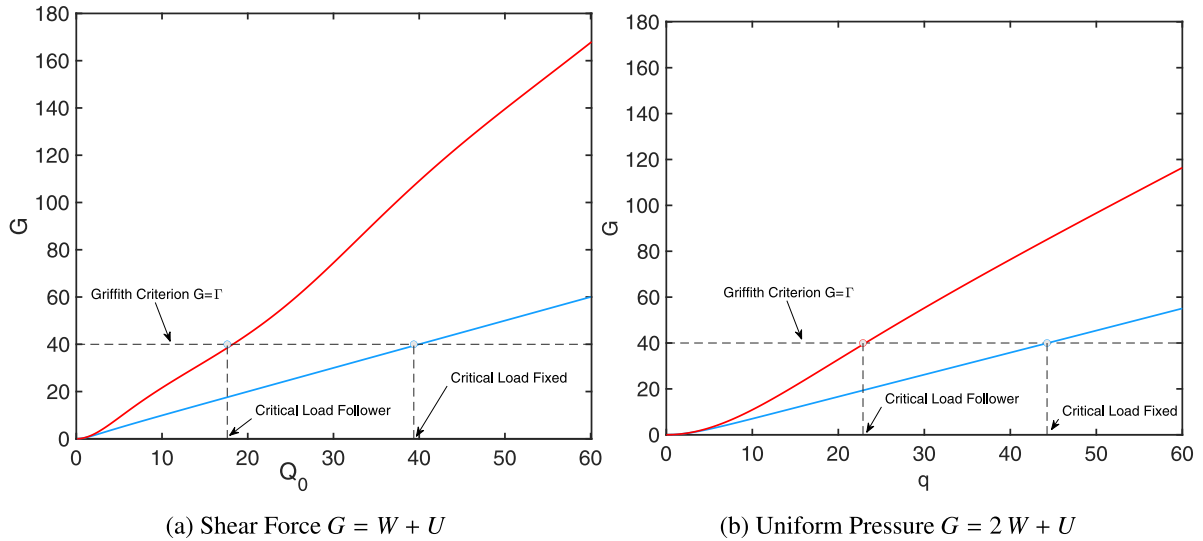 180
160
140
120
100
80
60
40
20
0
G
Griffith Criterion G=Γ
Critical Load Fixed
Critical Load Follower
0 10 20 30 40 50 60
Q_0
(a) Shear Force G = W + U
180
160
140
120
100
80
60
40
20
0
G
Griffith Criterion G=Γ
Critical Load Follower
Critical Load Fixed
0 10 20 30 40 50 60
q
(b) Uniform Pressure G = 2 W + U